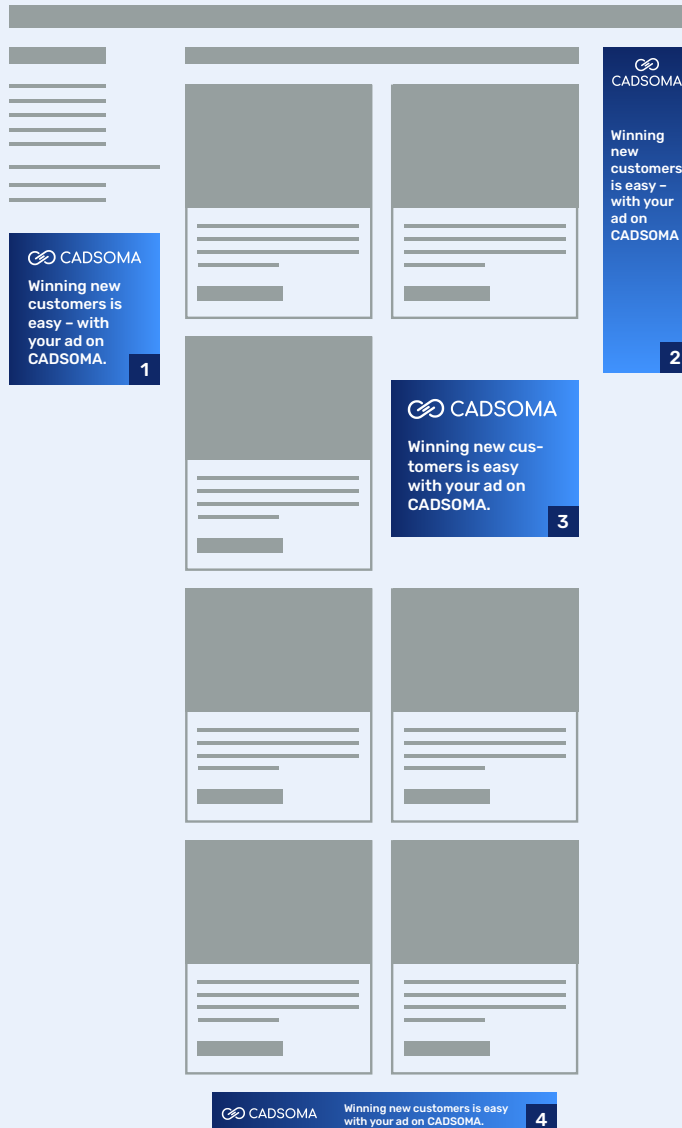 CADSOMA
Winning new
customers is
easy – with
your ad on
CADSOMA.
1
CADSOMA
Winning
new
customers
is easy –
with your
ad on
CADSOMA
2
CADSOMA
Winning new cus-
tomers is easy
with your ad on
CADSOMA.
3
CADSOMA
Winning new customers is easy
with your ad on CADSOMA.
4